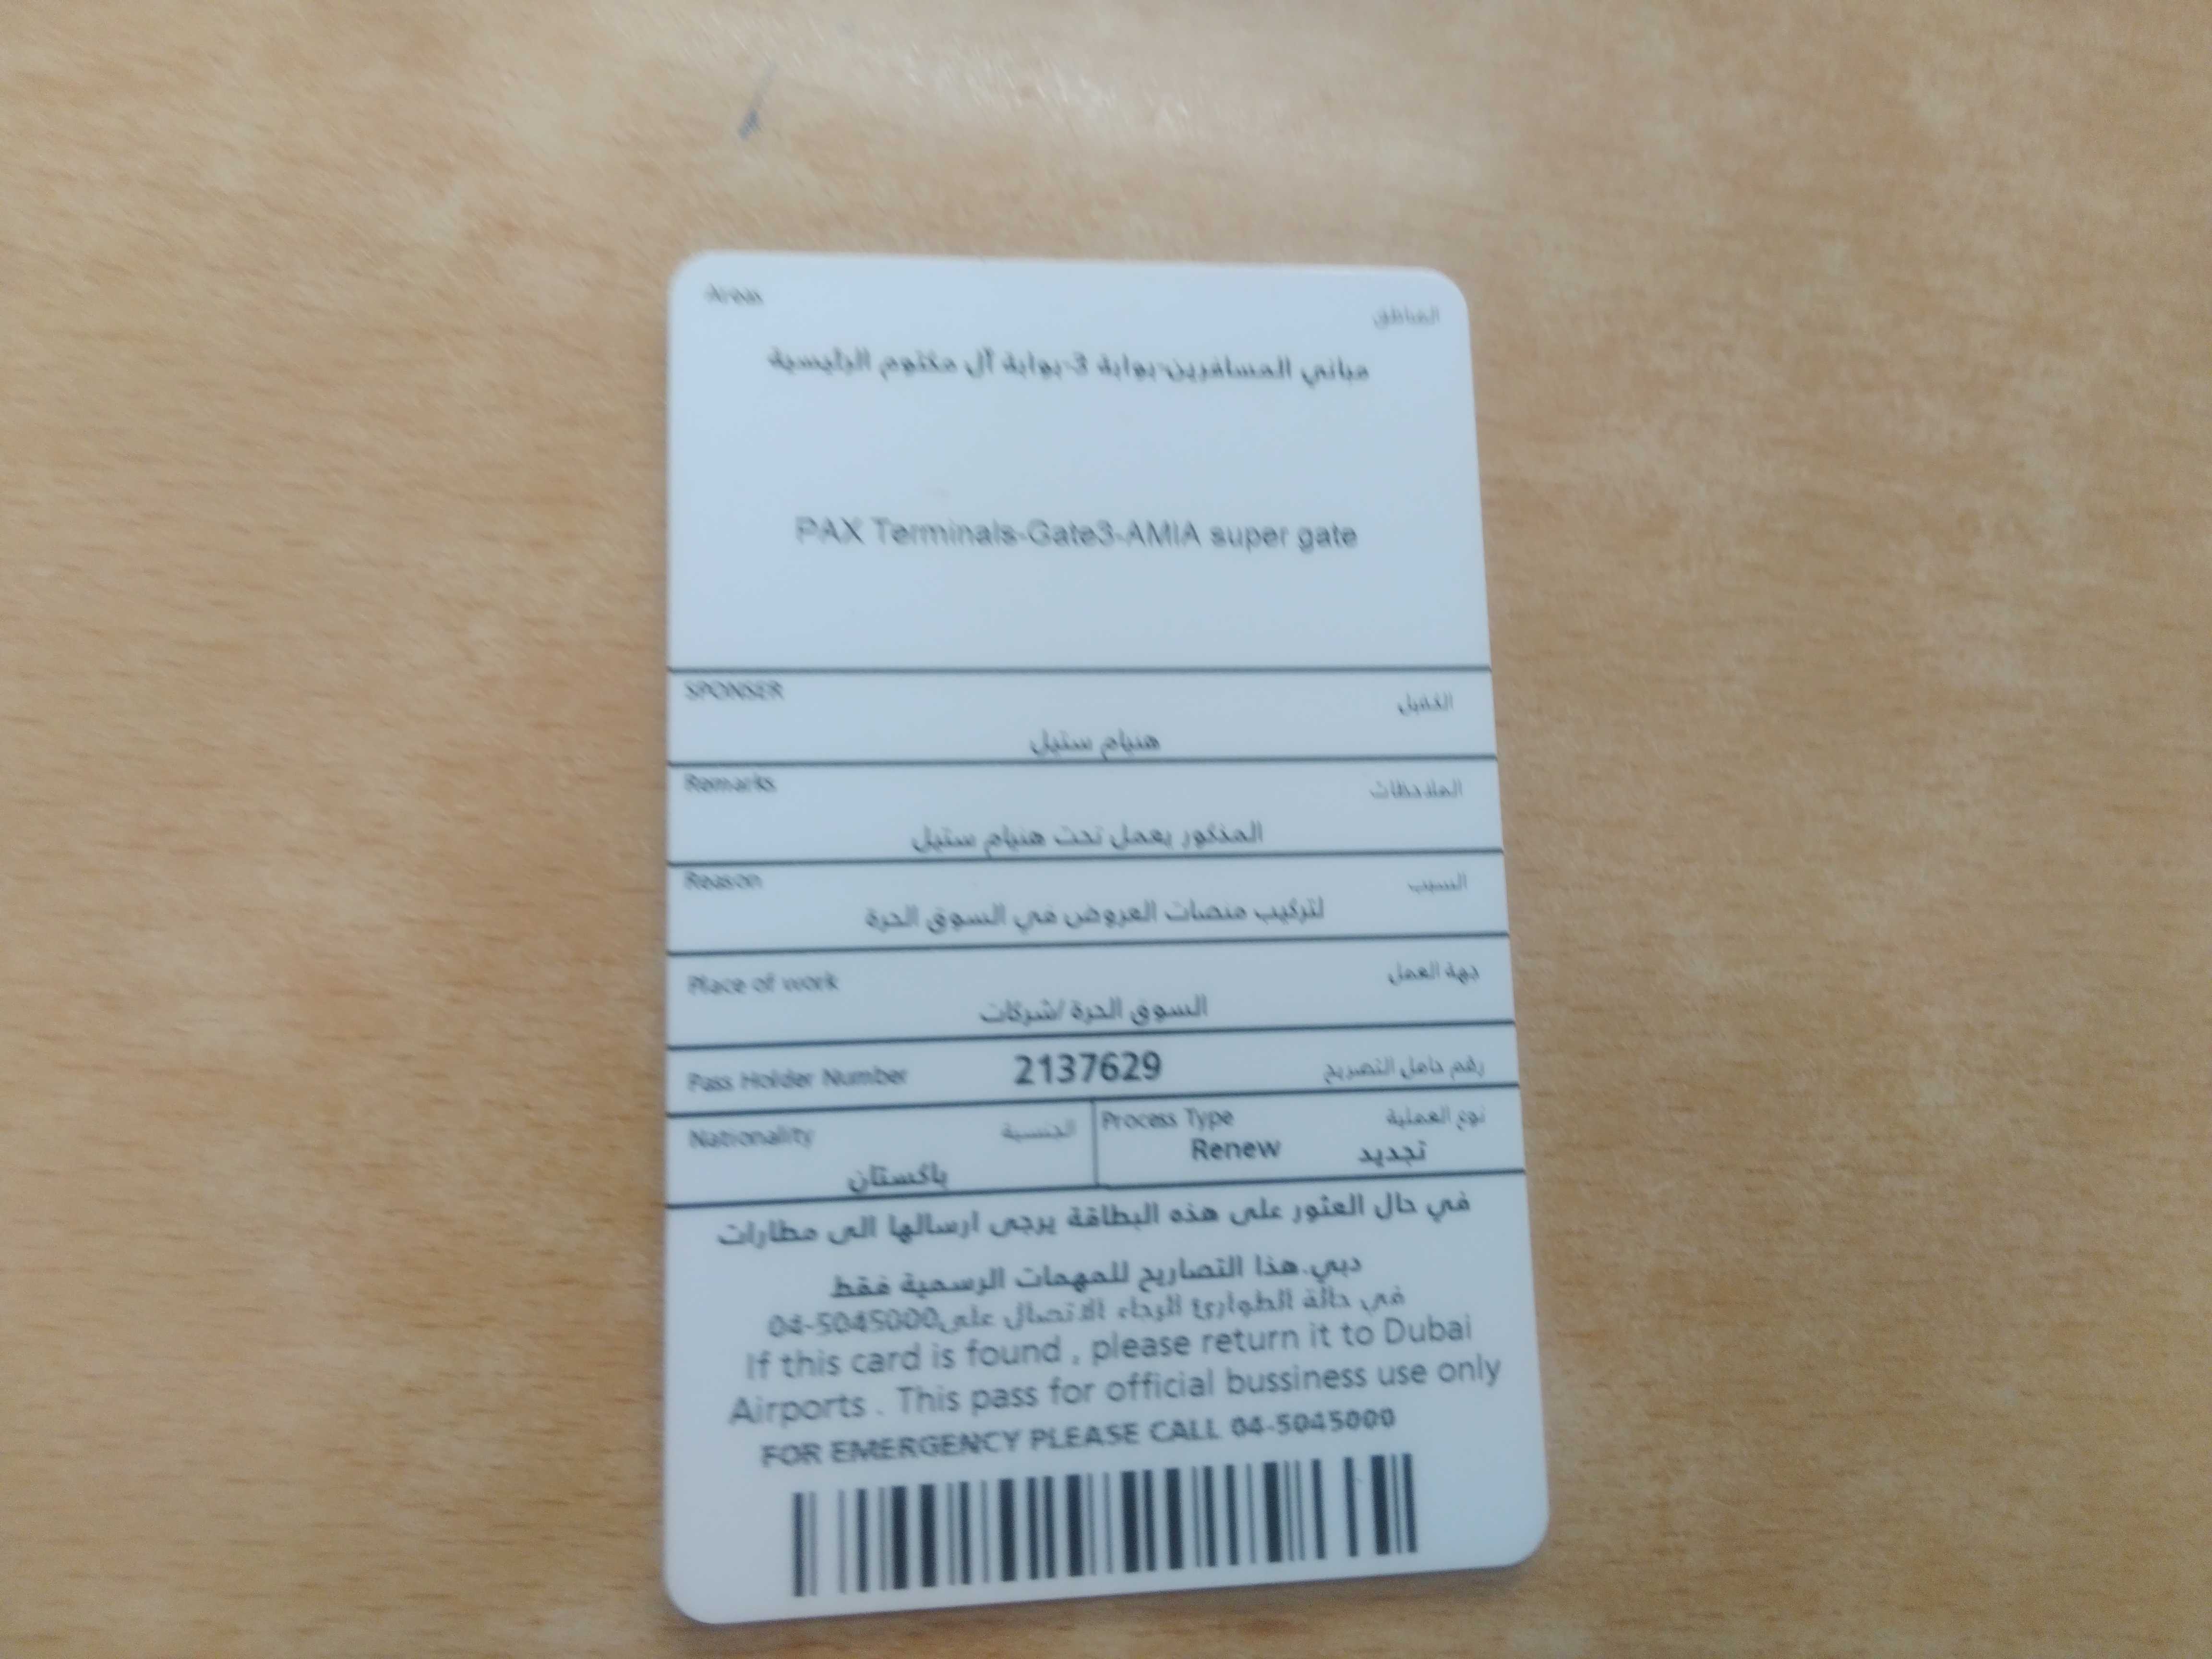 Areas
المناطق
مباني المسافرين-بوابة 3-بوابة آل مكتوم الرئيسية
PAX Terminals-Gate3-AMIA super gate
SPONSER
الكفيل
هنيام ستيل
Remarks
الملاحظات
المذكور يعمل تحت هنيام ستيل
Reason
السبب
لتركيب منصات العروض في السوق الحرة
Place of work
جهة العمل
السوق الحرة /شركات
Pass Holder Number 2137629 رقم حامل التصريح
Nationality الجنسية
باكستان
Process Type نوع العملية
Renew تجديد
في حال العثور على هذه البطاقة يرجى ارسالها الى مطارات
دبي.هذا التصاريح للمهمات الرسمية فقط
في حالة الطوارئ الرجاء الاتصال على04-5045000
If this card is found , please return it to Dubai
Airports . This pass for official bussiness use only
FOR EMERGENCY PLEASE CALL 04-5045000